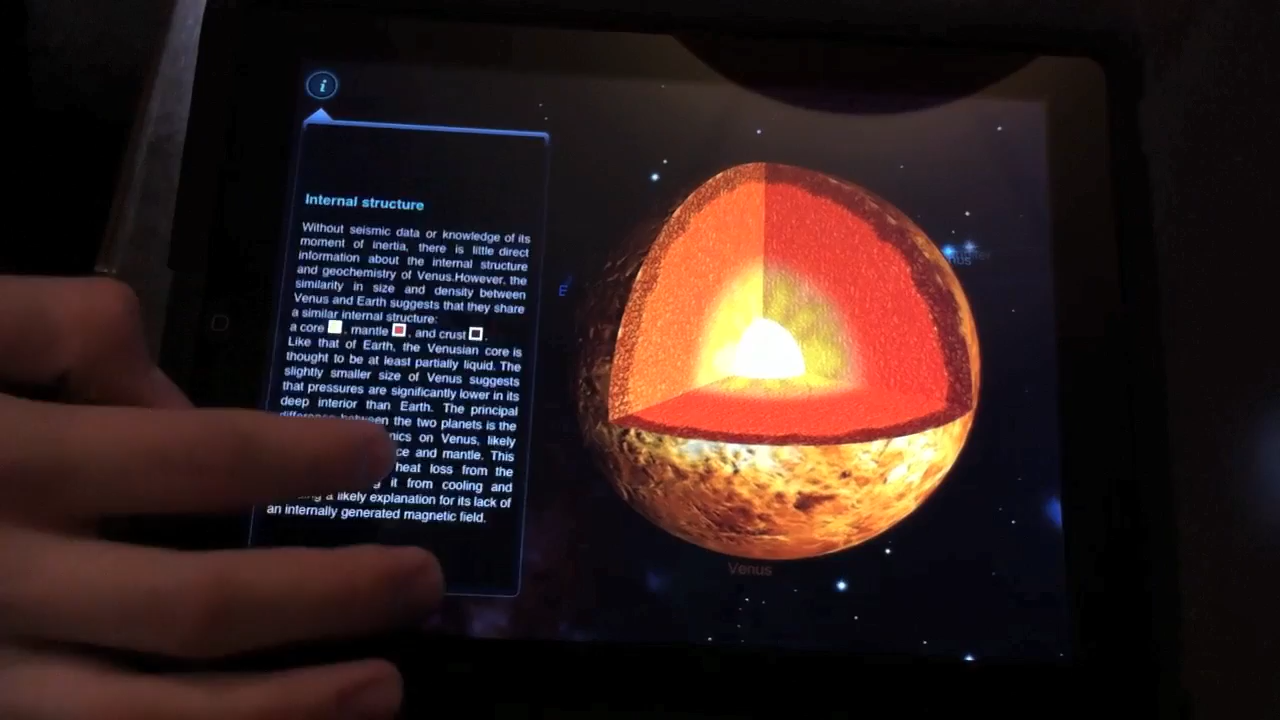 i
Internal structure
Without seismic data or knowledge of its
moment of inertia, there is little direct
information about the internal structure
and geochemistry of Venus.However, the
similarity in size and density between
Venus and Earth suggests that they share
a similar internal structure:
a core , mantle , and crust .
Like that of Earth, the Venusian core is
thought to be at least partially liquid. The
slightly smaller size of Venus suggests
that pressures are significantly lower in its
deep interior than Earth. The principal
difference between the two planets is the
on Venus, likely
and mantle. This
heat loss from the
it from cooling and
a likely explanation for its lack of
an internally generated magnetic field.
E
Venus